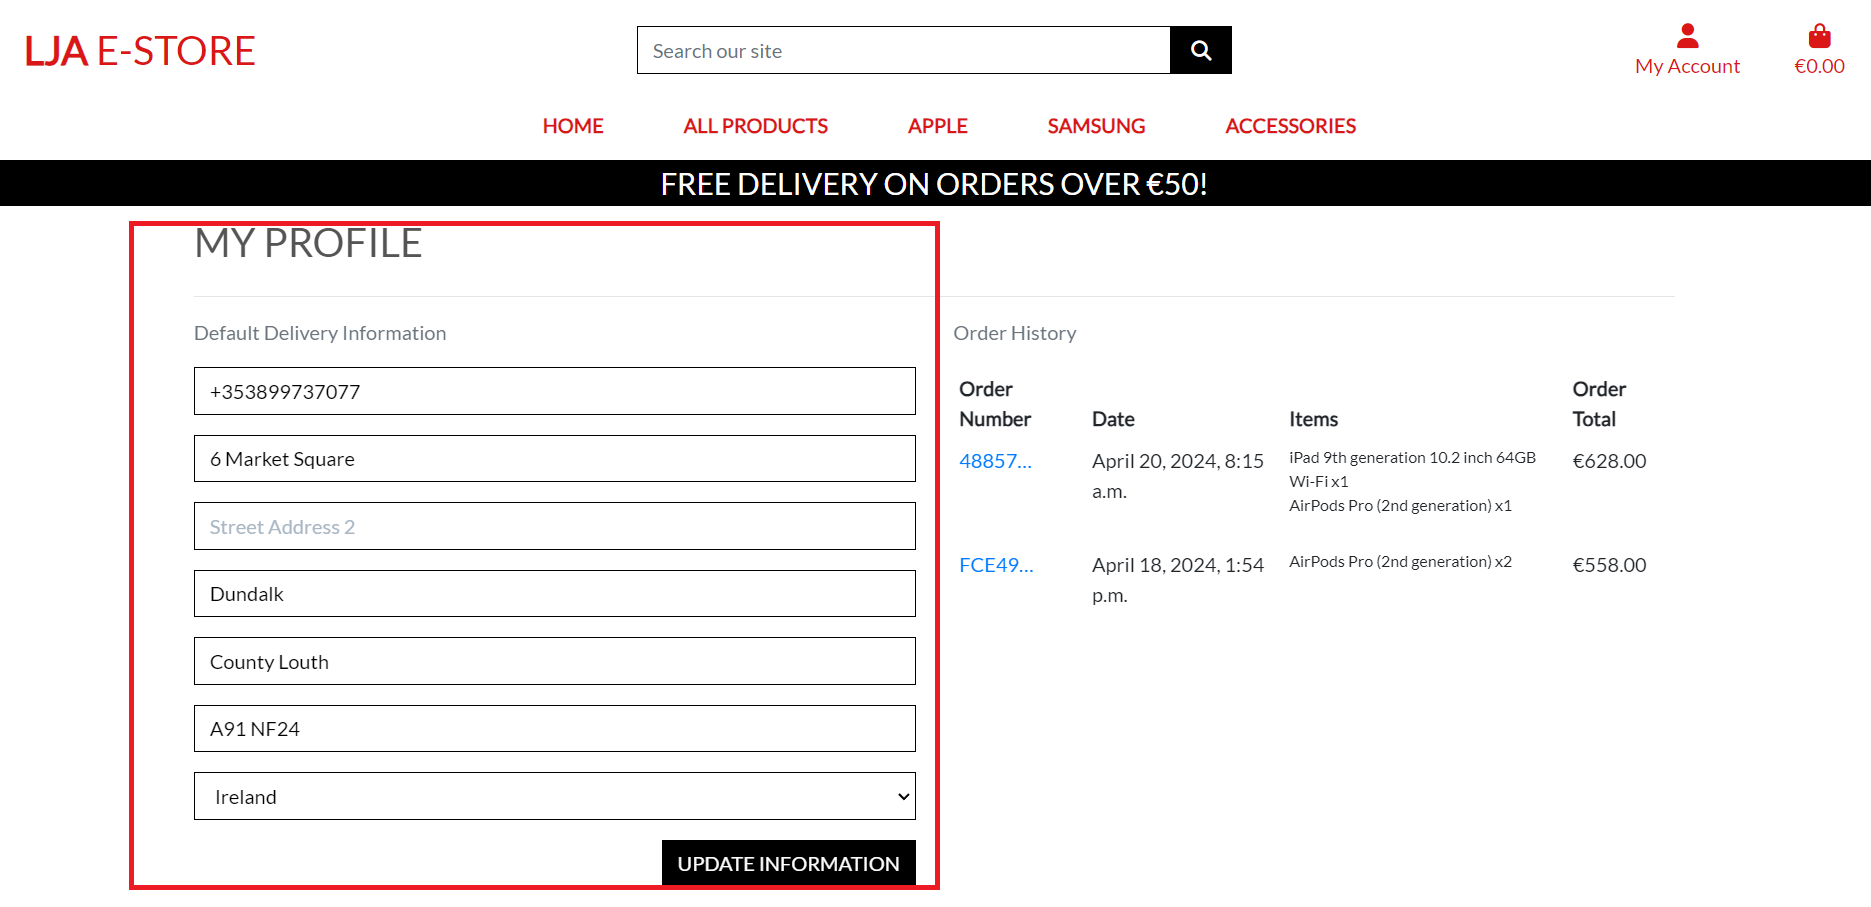 LJA E-STORE
Search our site
My Account
€0.00
HOME ALL PRODUCTS APPLE SAMSUNG ACCESSORIES
FREE DELIVERY ON ORDERS OVER €50!
MY PROFILE
Default Delivery Information
+353899737077
6 Market Square
Street Address 2
Dundalk
County Louth
A91 NF24
Ireland
UPDATE INFORMATION
Order History
Order Number Date Items Order Total
48857... April 20, 2024, 8:15 a.m. iPad 9th generation 10.2 inch 64GB Wi-Fi x1 €628.00
AirPods Pro (2nd generation) x1
FCE49... April 18, 2024, 1:54 p.m. AirPods Pro (2nd generation) x2 €558.00